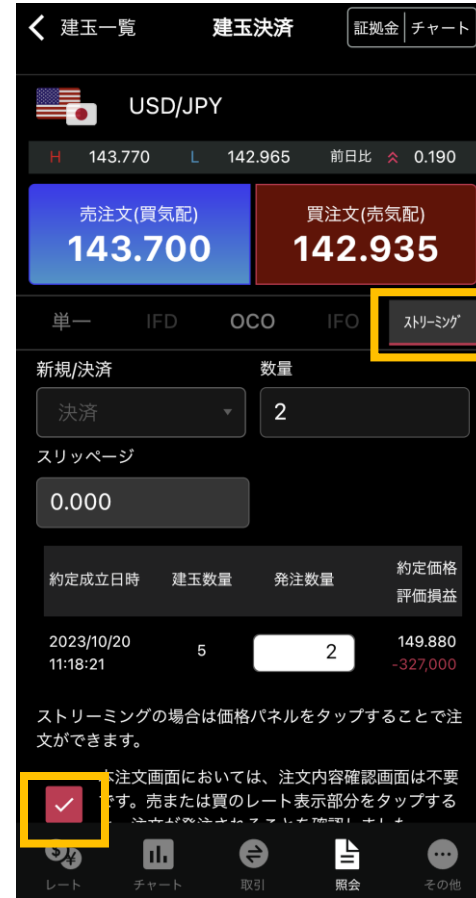 建玉一覧 建玉決済 証拠金 チャート
USD/JPY
H 143.770 L 142.965 前日比 0.190
売注文(買気配) 買注文(売気配)
143.700 142.935
単一 IFD OCO IFO ストリーミング
新規/決済 数量
決済 2
スリッページ
0.000
約定成立日時 建玉数量 発注数量 約定価格
評価損益
2023/10/20 5 2 149.880
11:18:21 -327,000
ストリーミングの場合は価格パネルをタップすることで注
文ができます。
本注文画面においては、注文内容確認画面は不要
です。売または買のレート表示部分をタップする
注文が発注されることを確認しました
レート チャート 取引 照会 その他